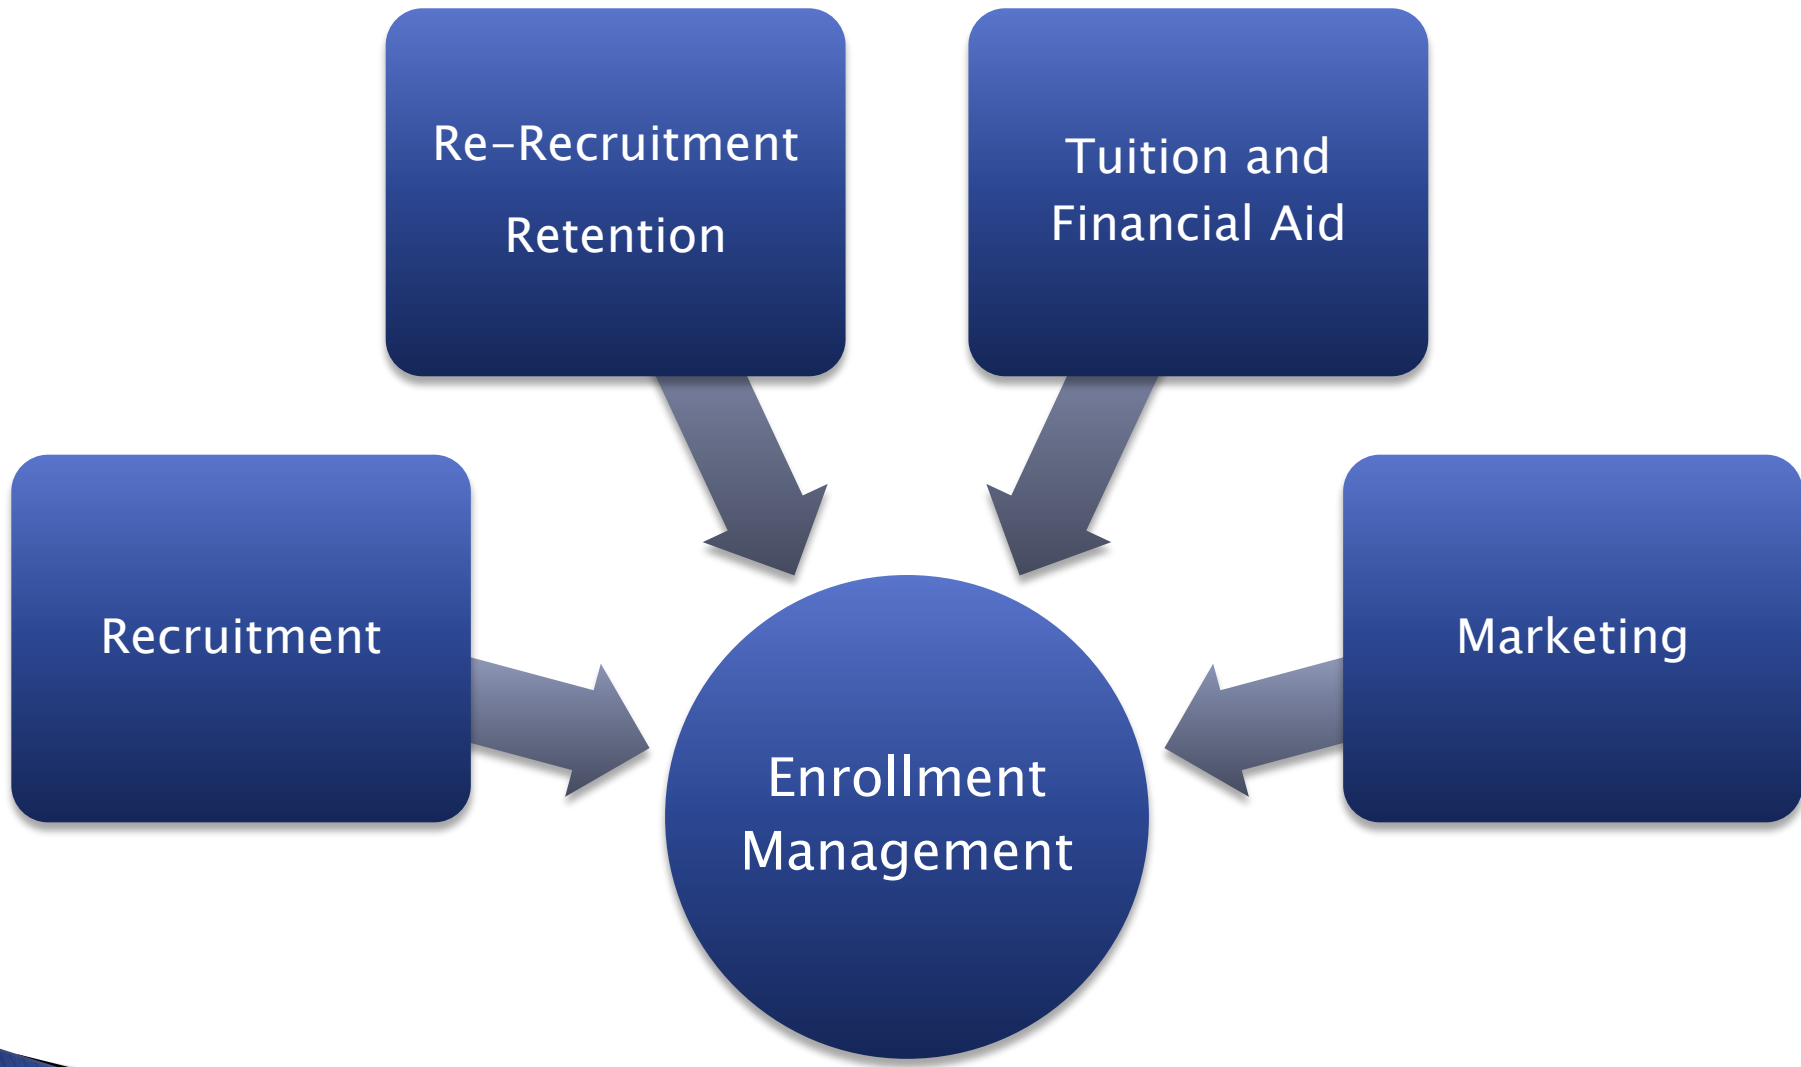 Re-Recruitment
Retention
Tuition and
Financial Aid
Recruitment
Marketing
Enrollment
Management